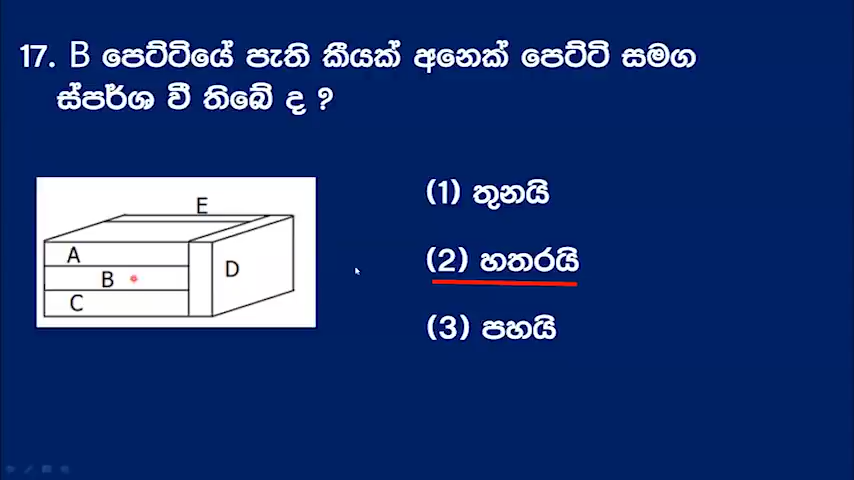 17. B පෙට්ටියේ පැති කීයක් අනෙක් පෙට්ටි සමග
ස්පර්ශ වී තිබේ ද ?
E
A
B
D
C
(1) තුනයි
(2) හතරයි
(3) පහයි